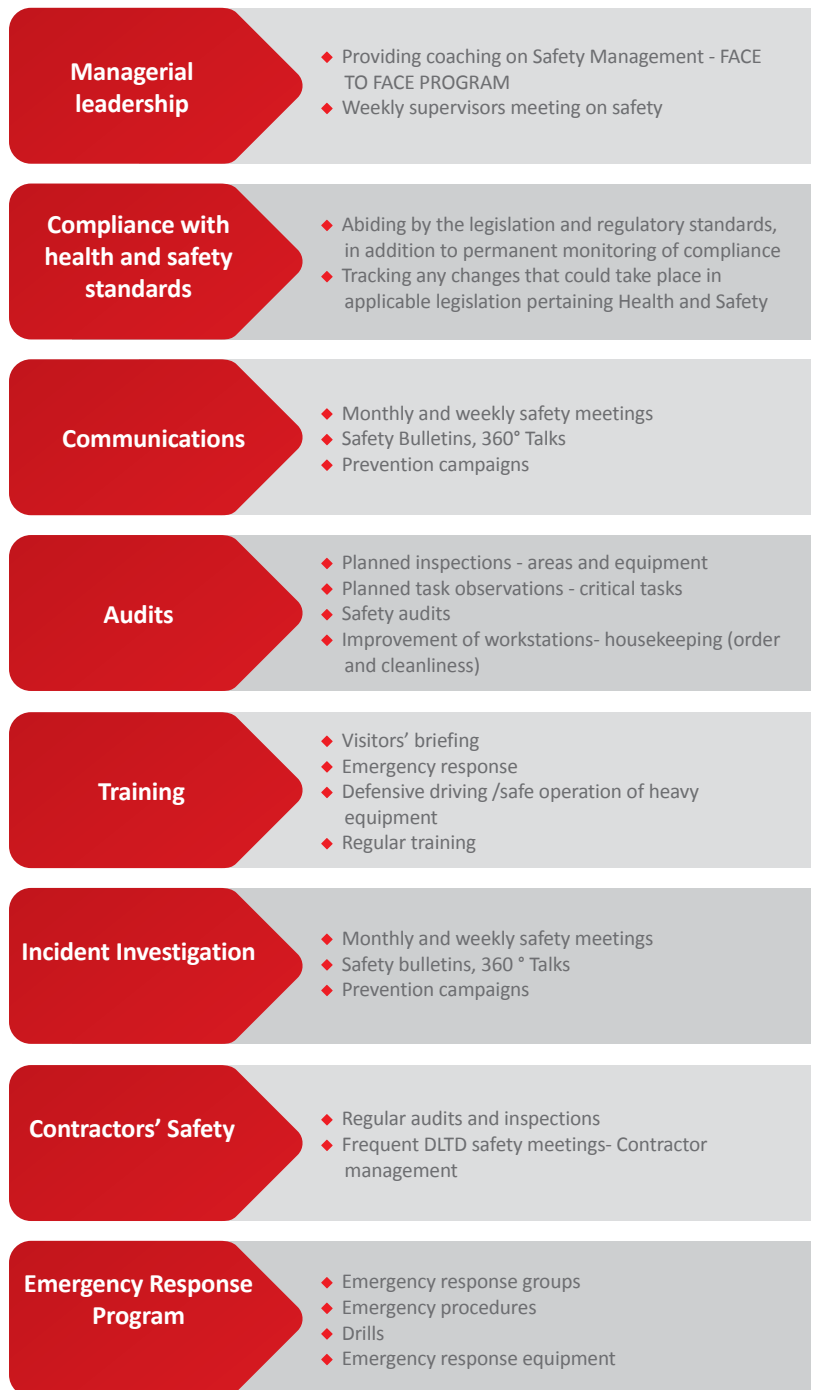 Managerial
leadership
◆ Providing coaching on Safety Management - FACE
TO FACE PROGRAM
◆ Weekly supervisors meeting on safety
Compliance with
health and safety
standards
◆ Abiding by the legislation and regulatory standards,
in addition to permanent monitoring of compliance
◆ Tracking any changes that could take place in
applicable legislation pertaining Health and Safety
Communications
◆ Monthly and weekly safety meetings
◆ Safety Bulletins, 360° Talks
◆ Prevention campaigns
Audits
◆ Planned inspections - areas and equipment
◆ Planned task observations - critical tasks
◆ Safety audits
◆ Improvement of workstations- housekeeping (order
and cleanliness)
Training
◆ Visitors’ briefing
◆ Emergency response
◆ Defensive driving /safe operation of heavy
equipment
◆ Regular training
Incident Investigation
◆ Monthly and weekly safety meetings
◆ Safety bulletins, 360 ° Talks
◆ Prevention campaigns
Contractors’ Safety
◆ Regular audits and inspections
◆ Frequent DLTD safety meetings- Contractor
management
Emergency Response
Program
◆ Emergency response groups
◆ Emergency procedures
◆ Drills
◆ Emergency response equipment